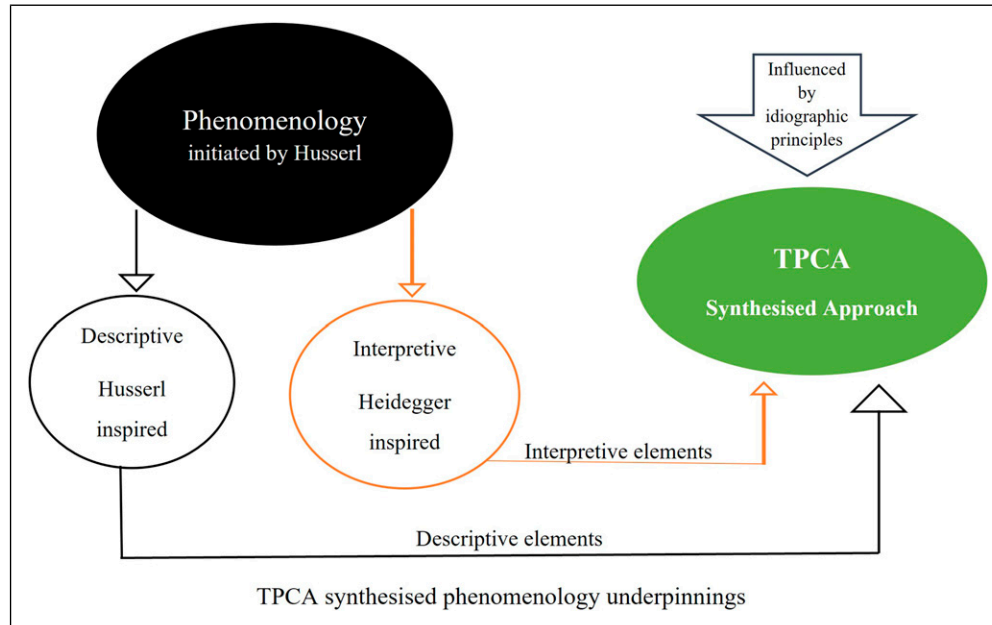 Phenomenology
initiated by Husserl
Influenced
by
idiographic
principles
TPCA
Synthesised Approach
Descriptive
Husserl
inspired
Interpretive
Heidegger
inspired
Interpretive elements
Descriptive elements
TPCA synthesised phenomenology underpinnings